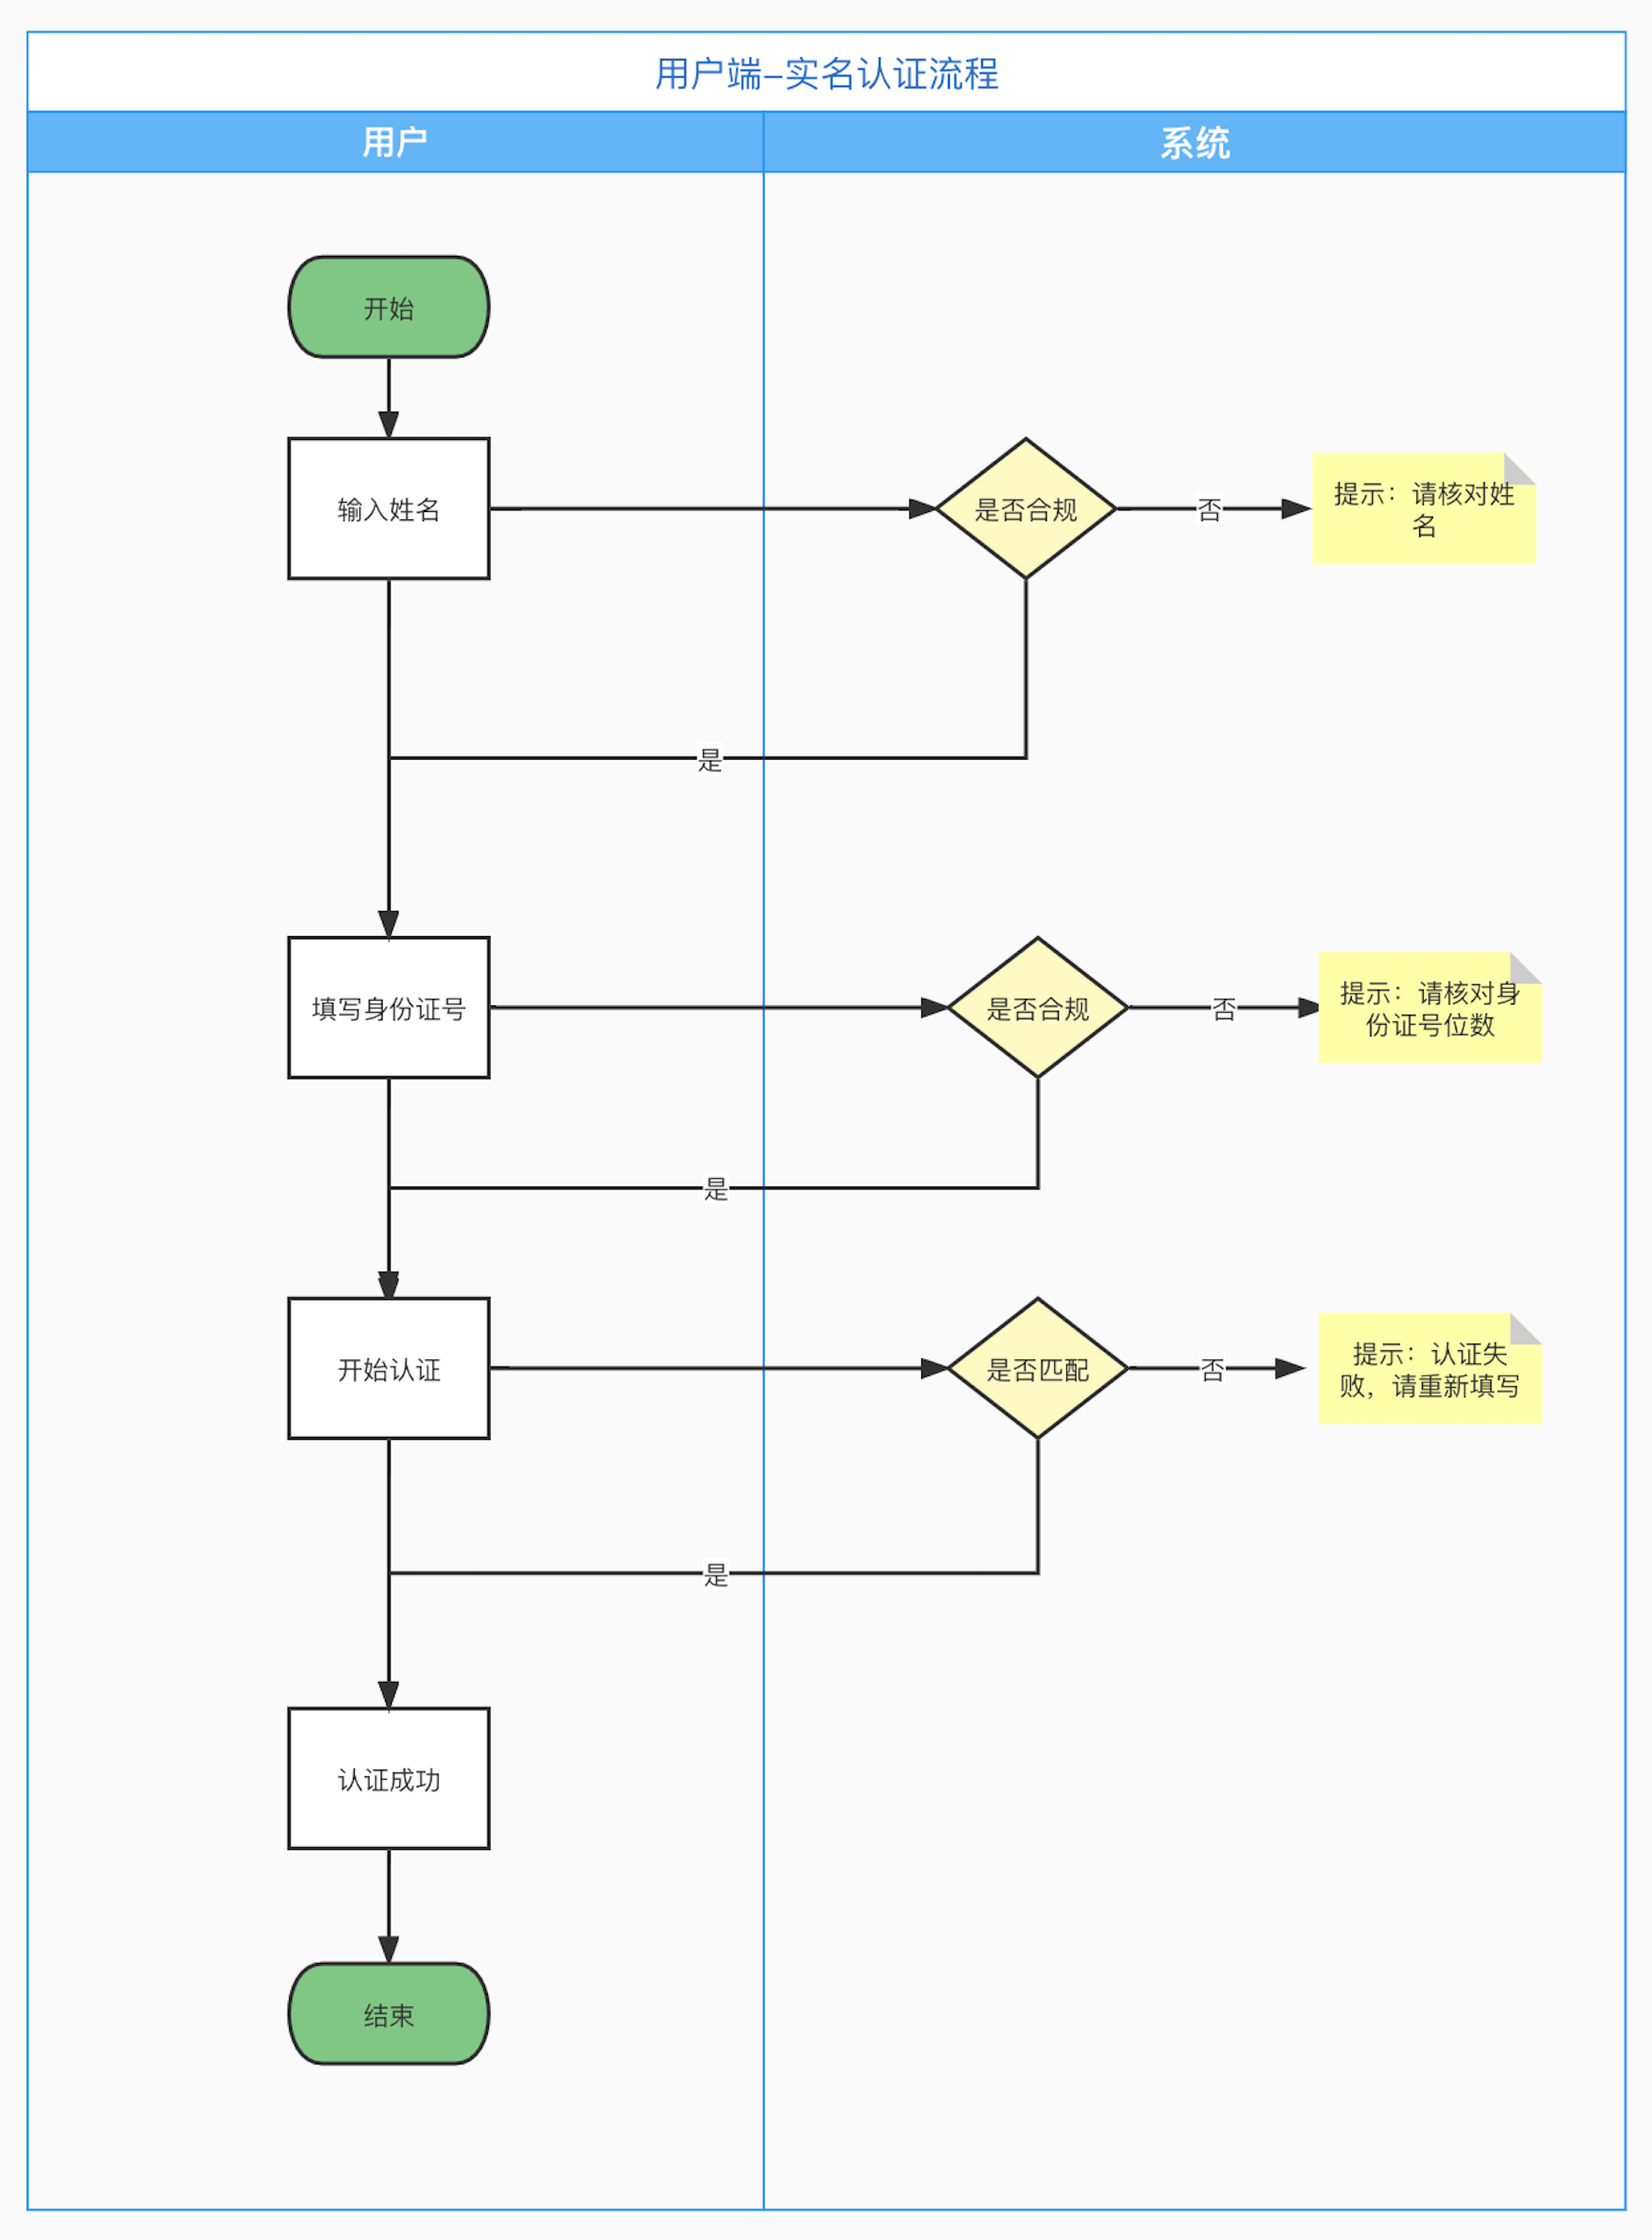 用户端-实名认证流程
用户
系统
开始
输入姓名
是否合规
否
提示：请核对姓
名
是
填写身份证号
是否合规
否
提示：请核对身
份证号位数
是
开始认证
是否匹配
否
提示：认证失
败，请重新填写
是
认证成功
结束